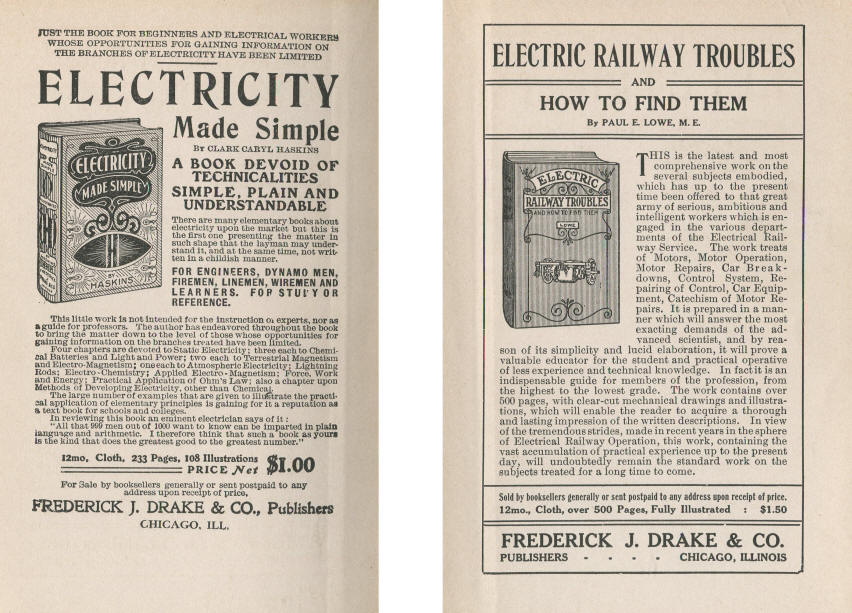 JUST THE BOOK FOR BEGINNERS AND ELECTRICAL WORKERS
WHOSE OPPORTUNITIES FOR GAINING INFORMATION ON
THE BRANCHES OF ELECTRICITY HAVE BEEN LIMITED
ELECTRICITY
Made Simple
BY CLARK CARYL HASKINS
A BOOK DEVOID OF
TECHNICALITIES
SIMPLE, PLAIN AND
UNDERSTANDABLE
There are many elementary books about
electricity upon the market but this is
the first one presenting the matter in
such shape that the layman may under-
stand it, and at the same time, not writ-
ten in a childish manner.
FOR ENGINEERS, DYNAMO MEN,
FIREMEN, LINEMEN, WIREMEN AND
LEARNERS. FOR STUDY OR
REFERENCE.
ELECTRICITY
MADE SIMPLE
BY
HASKINS
This little work is not intended for the instruction of experts, nor as
a guide for professors. The author has endeavored throughout the book
to bring the matter down to the level of those whose opportunities for
gaining information on the branches treated have been limited.
Four chapters are devoted to Static Electricity; three each to Chemi-
cal Batteries and Light and Power; two each to Terrestrial Magnetism
and Electro-Magnetism; one each to Atmospheric Electricity; Lightning
Rods; Electro-Chemistry; Applied Electro-Magnetism; Force, Work
and Energy; Practical Application of Ohm's Law; also a chapter upon
Methods of Developing Electricity, other than Chemical.
The large number of examples that are given to illustrate the practi-
cal application of elementary principles is gaining for it a reputation as
a text book for schools and colleges.
In reviewing this book an eminent electrician says of it:
"All that 999 men out of 1000 want to know can be imparted in plain
language and arithmetic. I therefore think that such a book as yours
is the kind that does the greatest good to the greatest number."
12mo, Cloth, 233 Pages, 108 Illustrations
PRICE Net $1.00
For Sale by booksellers generally or sent postpaid to any
address upon receipt of price,
FREDERICK J. DRAKE & CO., Publishers
CHICAGO, ILL.
ELECTRIC RAILWAY TROUBLES
AND
HOW TO FIND THEM
By PAUL E. LOWE, M. E.
ELECTRIC
RAILWAY TROUBLES
AND HOW TO FIND THEM
LOWE
THIS is the latest and most
comprehensive work on the
several subjects embodied,
which has up to the present
time been offered to that great
army of serious, ambitious and
intelligent workers which is en-
gaged in the various depart-
ments of the Electrical Rail-
way Service. The work treats
of Motors, Motor Operation,
Motor Repairs, Car Break-
downs, Control System, Re-
pairing of Control, Car Equip-
ment, Catechism of Motor Re-
pairs. It is prepared in a man-
ner which will answer the most
exacting demands of the ad-
vanced scientist, and by rea-
son of its simplicity and lucid elaboration, it will prove a
valuable educator for the student and practical operative
of less experience and technical knowledge. In fact it is an
indispensable guide for members of the profession, from
the highest to the lowest grade. The work contains over
500 pages, with clear-cut mechanical drawings and illustra-
tions, which will enable the reader to acquire a thorough
and lasting impression of the written descriptions. In view
of the tremendous strides, made in recent years in the sphere
of Electrical Railway Operation, this work, containing the
vast accumulation of practical experience up to the present
day, will undoubtedly remain the standard work on the
subjects treated for a long time to come.
Sold by booksellers generally or sent postpaid to any address upon receipt of price.
12mo., Cloth, over 500 Pages, Fully Illustrated : $1.50
FREDERICK J. DRAKE & CO.
PUBLISHERS - - - - CHICAGO, ILLINOIS